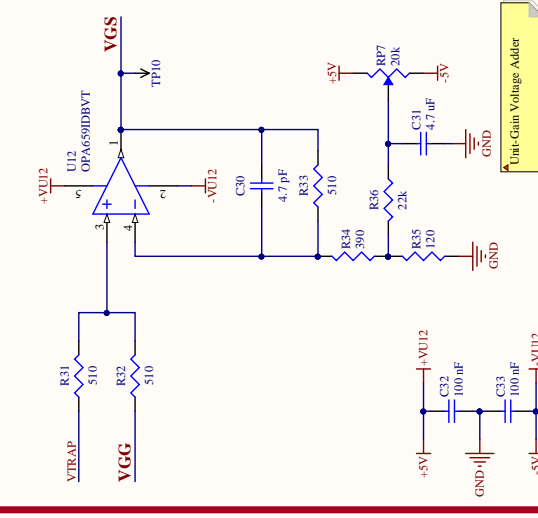 VGS
TP10
U12
OPA659IDBVT
+VU12
-VU12
5
2
1
3
4
C30
4.7 pF
R33
510
R34
390
R35
120
R36
22k
C31
4.7 uF
GND
GND
RP7
20k
+5V
-5V
Unit-Gain Voltage Adder
R31
510
R32
510
VTRAP
VGG
+VU12
C32
100 nF
C33
100 nF
+5V
GND
-VU12
-5V